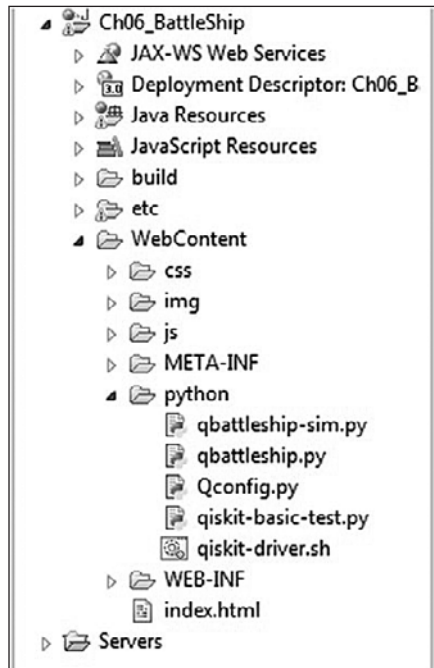 Ch06_BattleShip
JAX-WS Web Services
3.0 Deployment Descriptor: Ch06_B
Java Resources
JavaScript Resources
build
etc
WebContent
css
img
js
META-INF
python
qbattleship-sim.py
qbattleship.py
Qconfig.py
qiskit-basic-test.py
qiskit-driver.sh
WEB-INF
index.html
Servers